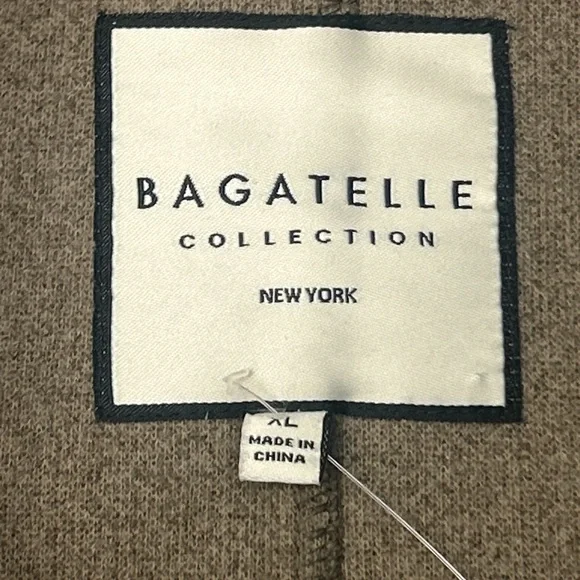 BAGATELLE
COLLECTION
NEW YORK
XL
MADE IN
CHINA